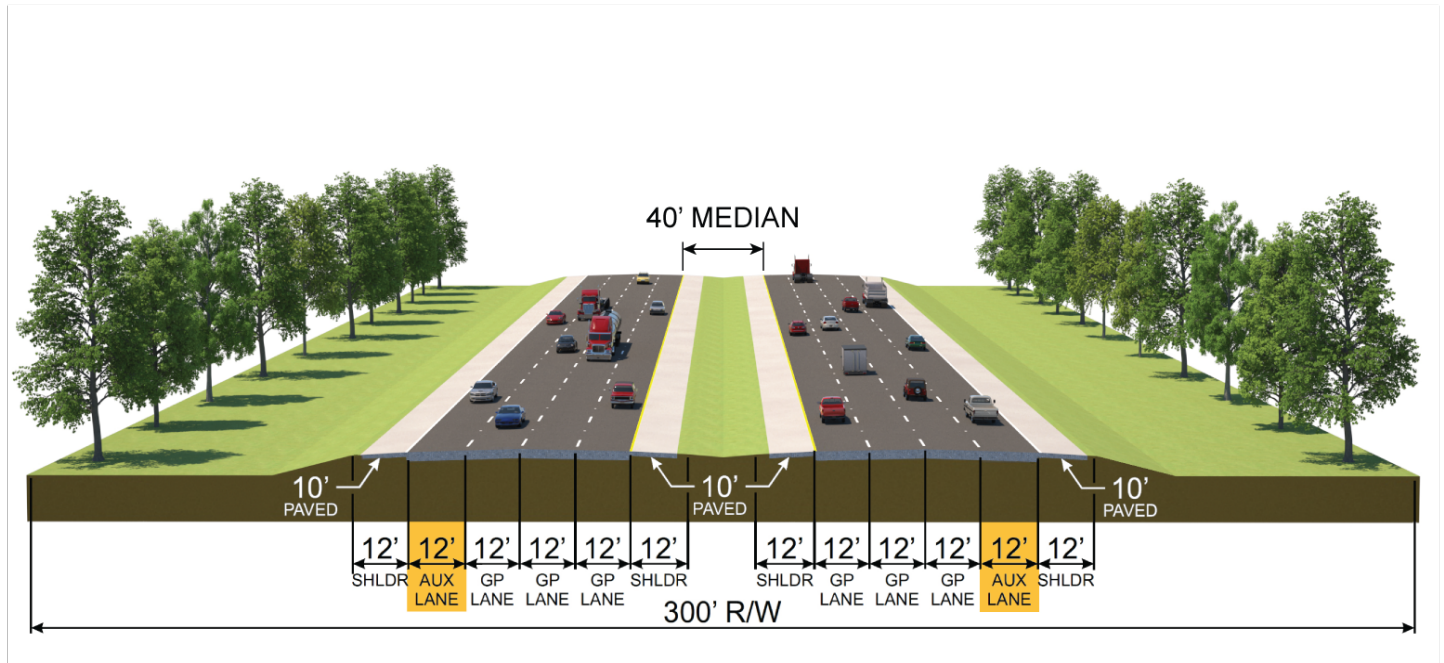 40’ MEDIAN
10’
PAVED
10’
PAVED
10’
PAVED
12’
SHLDR
12’
AUX
LANE
12’
GP
LANE
12’
GP
LANE
12’
GP
LANE
12’
SHLDR
12’
SHLDR
12’
GP
LANE
12’
GP
LANE
12’
GP
LANE
12’
AUX
LANE
12’
SHLDR
300’ R/W